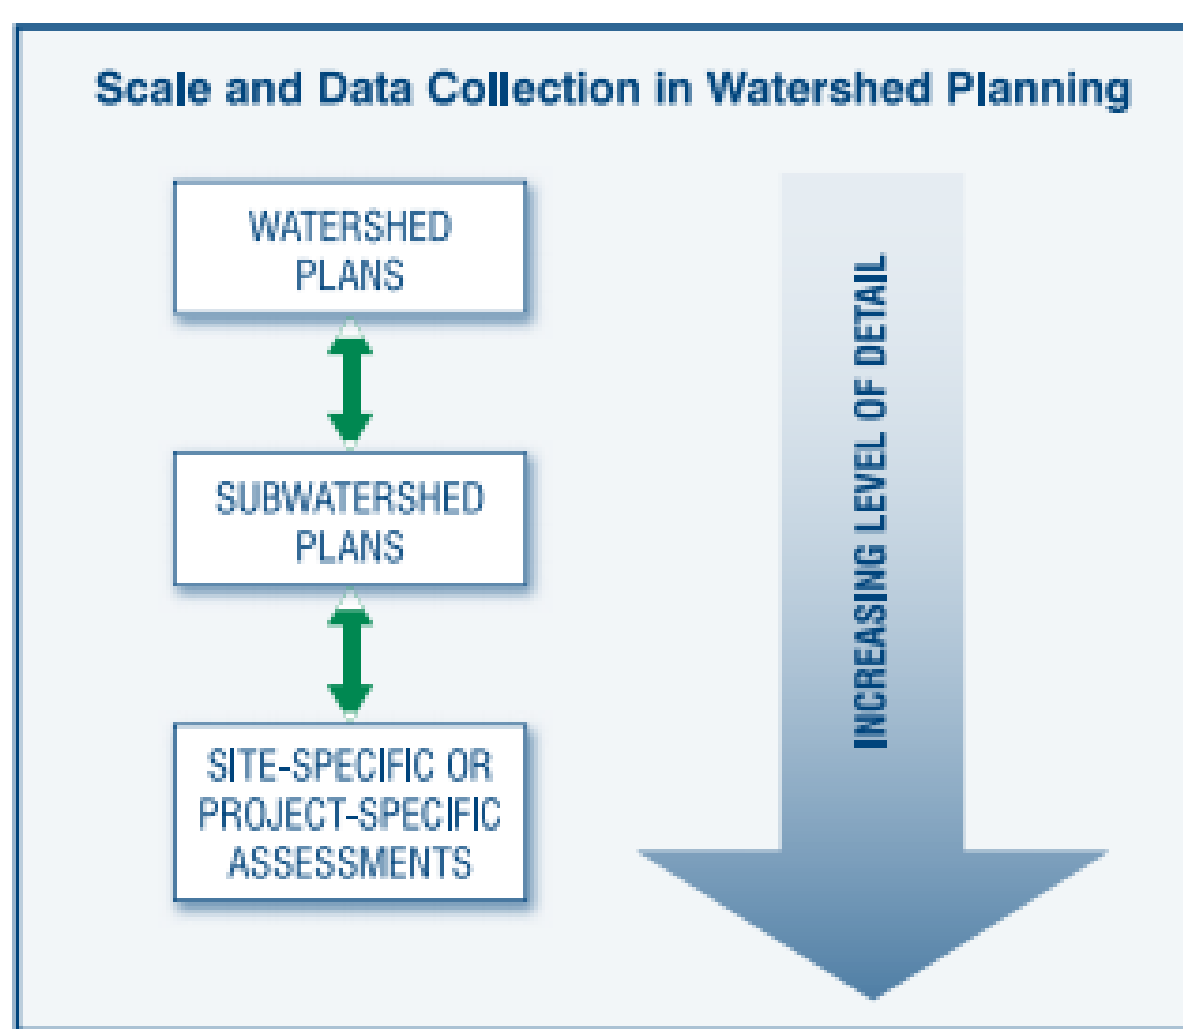 Scale and Data Collection in Watershed Planning
WATERSHED
PLANS
SUBWATERSHED
PLANS
SITE-SPECIFIC OR
PROJECT-SPECIFIC
ASSESSMENTS
INCREASING LEVEL OF DETAIL